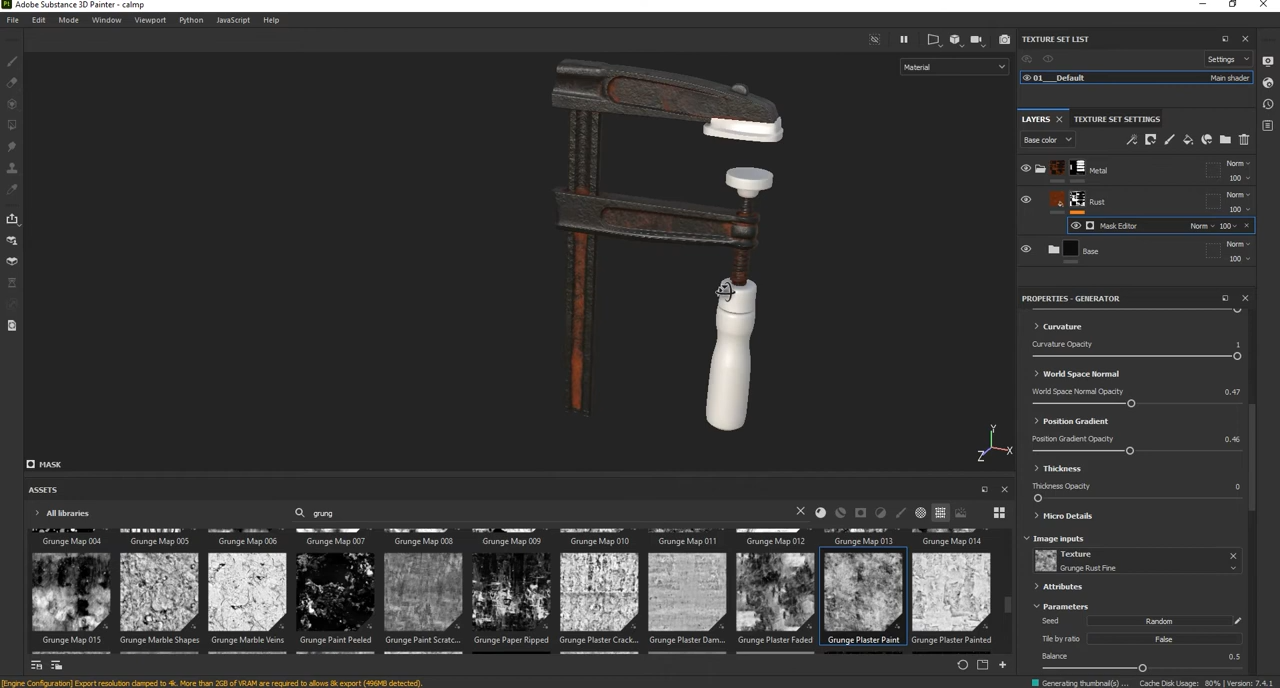 Adobe Substance 3D Painter - calmp
File Edit Mode Window Viewport Python JavaScript Help
Material
TEXTURE SET LIST
Settings
01___Default Main shader
LAYERS TEXTURE SET SETTINGS
Base color
Metal Norm 100
Rust Norm 100
Mask Editor Norm 100
Base Norm 100
PROPERTIES - GENERATOR
Curvature
Curvature Opacity 1
World Space Normal
World Space Normal Opacity 0.47
Position Gradient
Position Gradient Opacity 0.46
Thickness
Thickness Opacity 0
Micro Details
Image inputs
Texture
Grunge Rust Fine
Attributes
Parameters
Seed Random
Tile by ratio False
Balance 0.5
Y
X
Z
MASK
ASSETS
All libraries grung
Grunge Map 004 Grunge Map 005 Grunge Map 006 Grunge Map 007 Grunge Map 008 Grunge Map 009 Grunge Map 010 Grunge Map 011 Grunge Map 012 Grunge Map 013 Grunge Map 014
Grunge Map 015 Grunge Marble Shapes Grunge Marble Veins Grunge Paint Peeled Grunge Paint Scratc... Grunge Paper Ripped Grunge Plaster Crack... Grunge Plaster Dam... Grunge Plaster Faded Grunge Plaster Paint Grunge Plaster Painted
[Engine Configuration] Export resolution clamped to 4k. More than 2GB of VRAM are required to allows 8k export (496MB detected).
Generating thumbnail(s) ... Cache Disk Usage: 80% | Version: 7.4.1